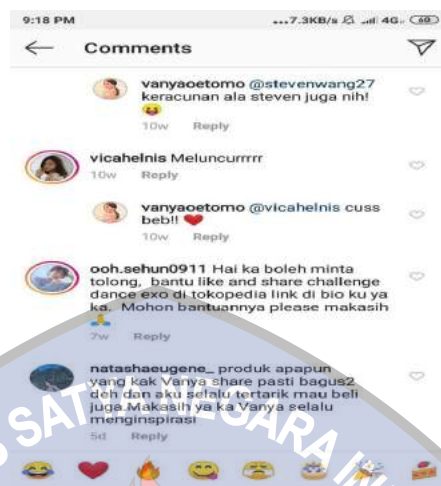 9:18 PM ...7.3KB/s 4G 60
Comments
vanyaoetomo @stevenwang27
keracunan ala steven juga nih!
😝
10w Reply
vicahelnis Meluncurrrrr
10w Reply
vanyaoetomo @vicahelnis cuss
beb!! ❤️
10w Reply
ooh.sehun0911 Hai ka boleh minta
tolong, bantu like and share challenge
dance exo di tokopedia link di bio ku ya
ka. Mohon bantuannya please makasih
🙏
7w Reply
natashaeugene_ produk apapun
yang kak Vanya share pasti bagus2
deh dan aku selalu tertarik mau beli
juga.Makasih ya ka Vanya selalu
menginspirasi
5d Reply
SATYA NEGARA IN